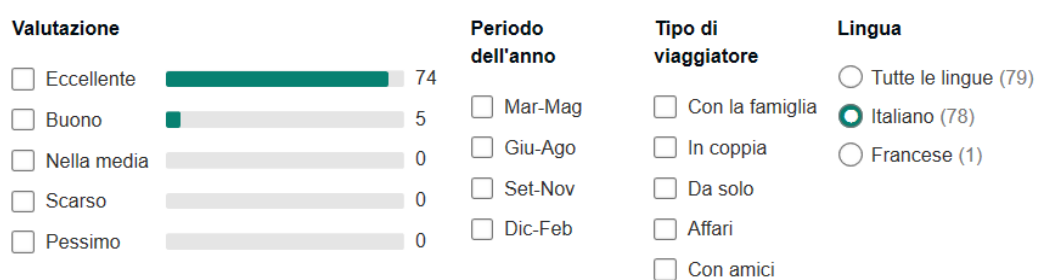 Valutazione
Eccellente 74
Buono 5
Nella media 0
Scarso 0
Pessimo 0
Periodo
dell'anno
Mar-Mag
Giu-Ago
Set-Nov
Dic-Feb
Tipo di
viaggiatore
Con la famiglia
In coppia
Da solo
Affari
Con amici
Lingua
Tutte le lingue (79)
Italiano (78)
Francese (1)